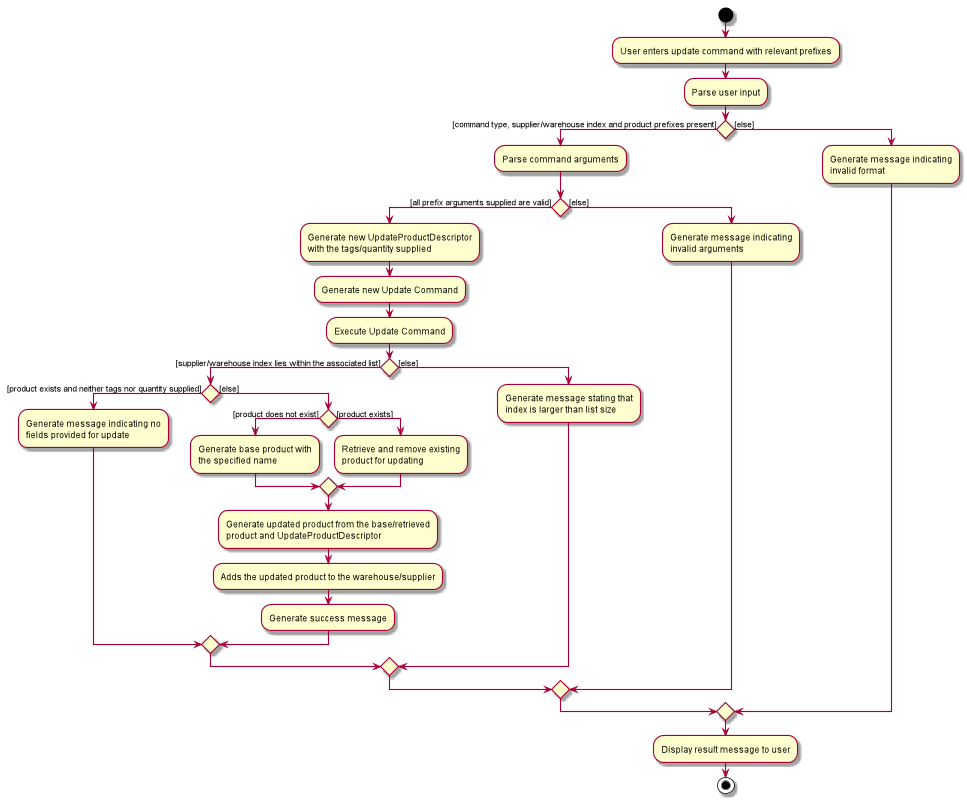 User enters update command with relevant prefixes
Parse user input
[command type, supplier/warehouse index and product prefixes present]
[else]
Parse command arguments
Generate message indicating
invalid format
[all prefix arguments supplied are valid]
[else]
Generate new UpdateProductDescriptor
with the tags/quantity supplied
Generate message indicating
invalid arguments
Generate new Update Command
Execute Update Command
[supplier/warehouse index lies within the associated list]
[else]
[product exists and neither tags nor quantity supplied]
[else]
Generate message stating that
index is larger than list size
Generate message indicating no
fields provided for update
[product does not exist]
[product exists]
Generate base product with
the specified name
Retrieve and remove existing
product for updating
Generate updated product from the base/retrieved
product and UpdateProductDescriptor
Adds the updated product to the warehouse/supplier
Generate success message
Display result message to user